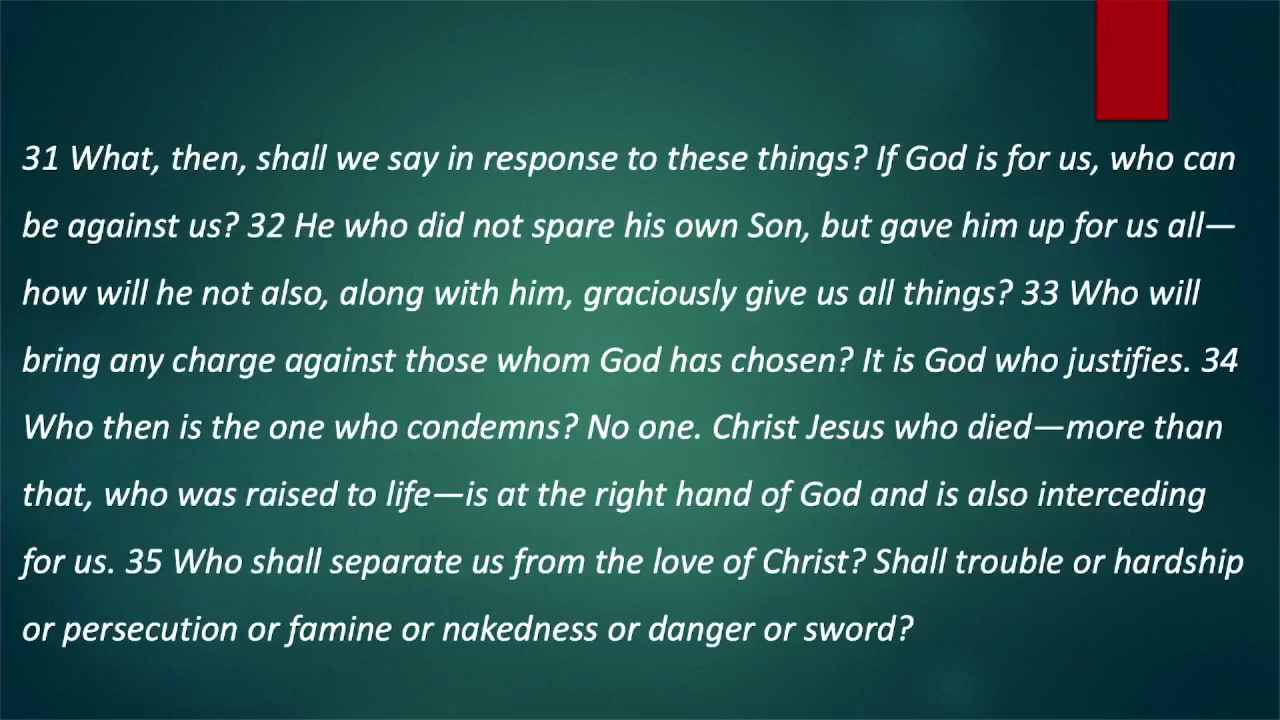 31 What, then, shall we say in response to these things? If God is for us, who can
be against us? 32 He who did not spare his own Son, but gave him up for us all—
how will he not also, along with him, graciously give us all things? 33 Who will
bring any charge against those whom God has chosen? It is God who justifies. 34
Who then is the one who condemns? No one. Christ Jesus who died—more than
that, who was raised to life—is at the right hand of God and is also interceding
for us. 35 Who shall separate us from the love of Christ? Shall trouble or hardship
or persecution or famine or nakedness or danger or sword?